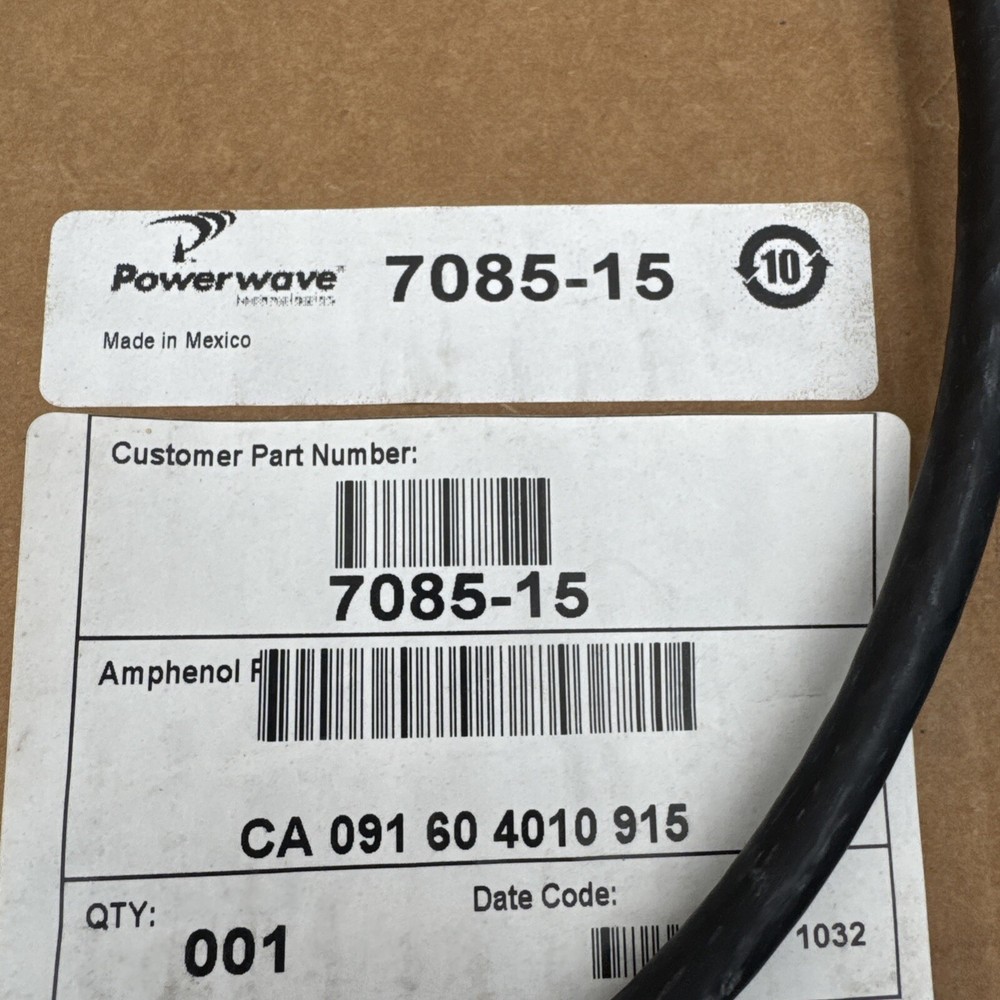 Powerwave
technologies
7085-15
10
Made in Mexico
Customer Part Number:
7085-15
Amphenol
CA 091 60 4010 915
QTY:
001
Date Code:
1032